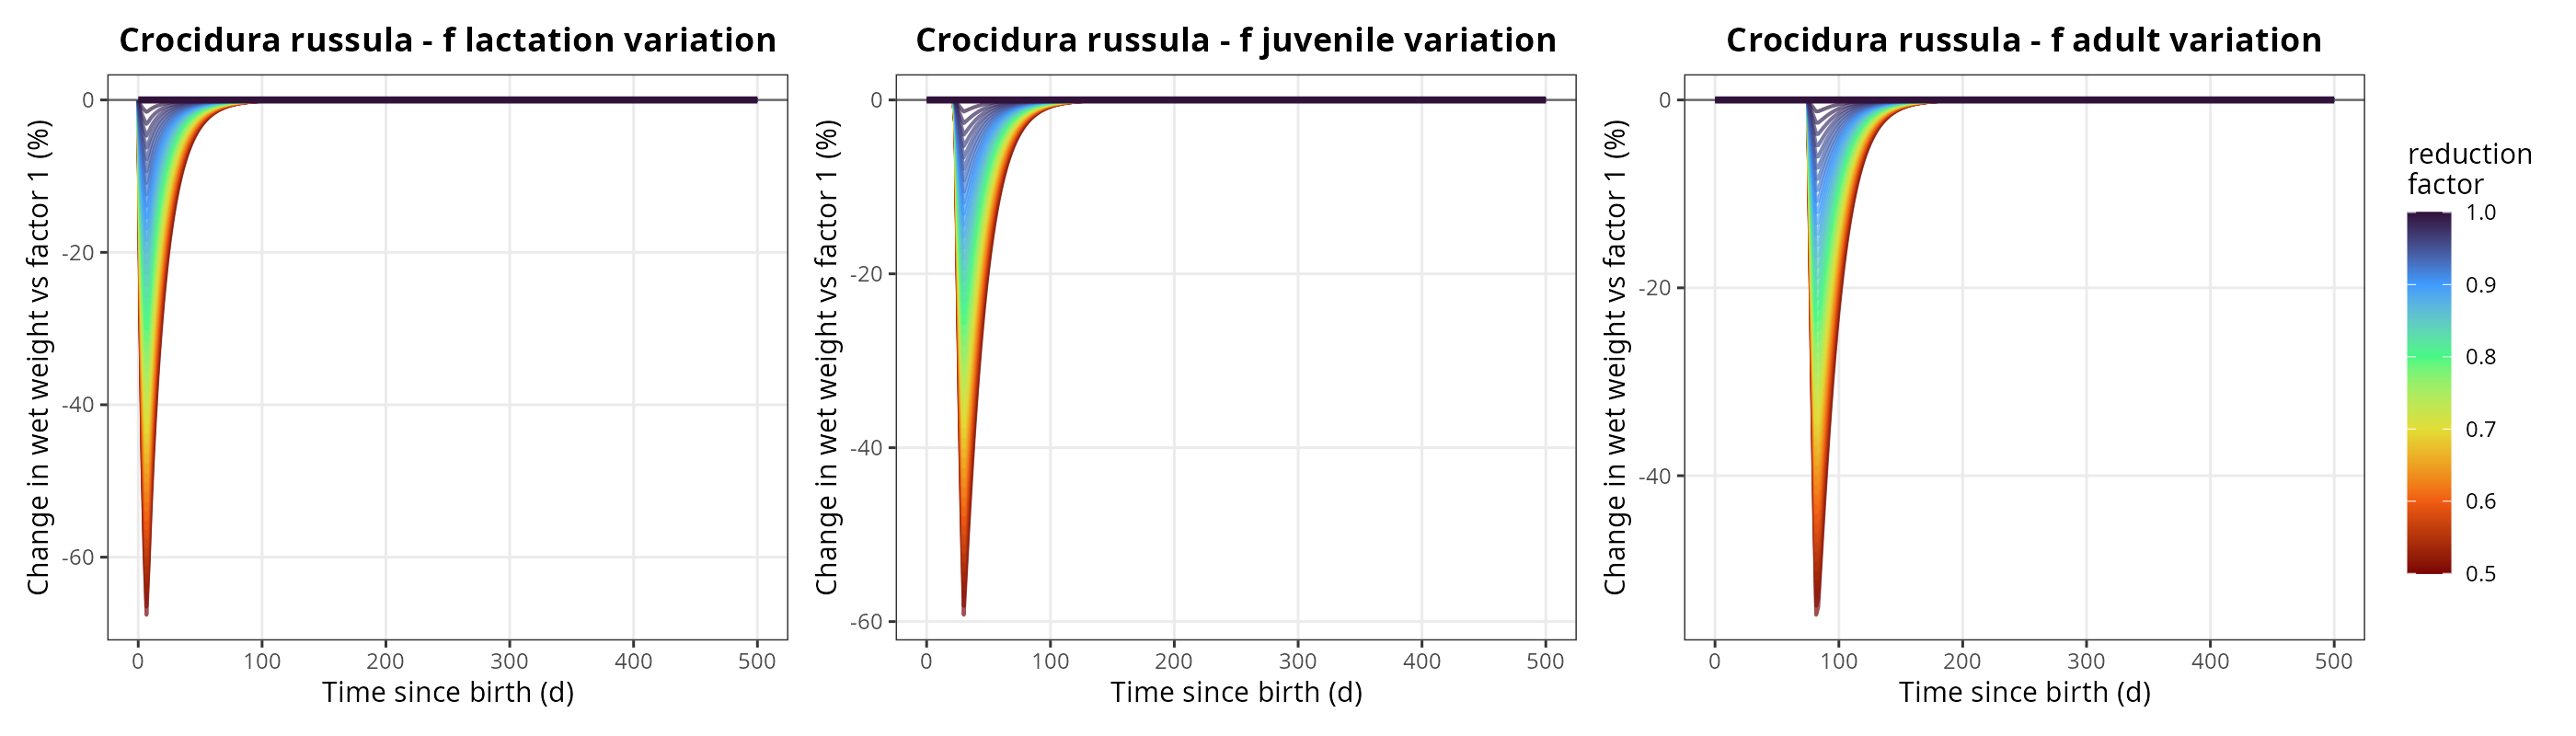 Crocidura russula - f lactation variation
Change in wet weight vs factor 1 (%)
0
-20
-40
-60
0 100 200 300 400 500
Time since birth (d)
Crocidura russula - f juvenile variation
Change in wet weight vs factor 1 (%)
0
-20
-40
-60
0 100 200 300 400 500
Time since birth (d)
Crocidura russula - f adult variation
Change in wet weight vs factor 1 (%)
0
-20
-40
0 100 200 300 400 500
Time since birth (d)
reduction
factor
1.0
0.9
0.8
0.7
0.6
0.5